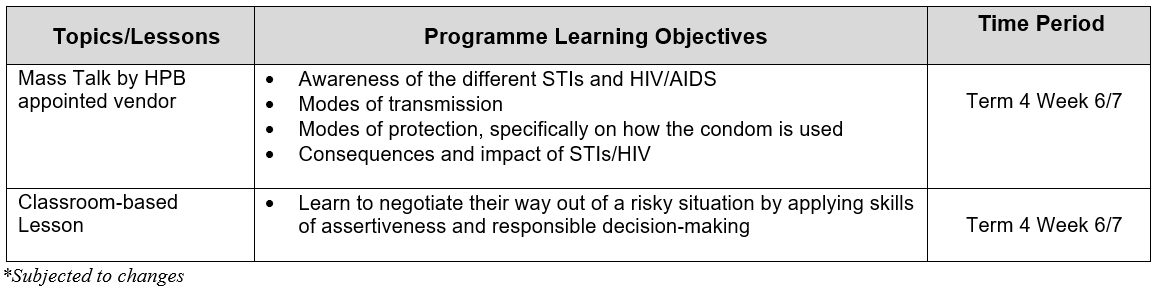 Topics/Lessons
Programme Learning Objectives
Time Period
Mass Talk by HPB
appointed vendor
• Awareness of the different STIs and HIV/AIDS
• Modes of transmission
• Modes of protection, specifically on how the condom is used
• Consequences and impact of STIs/HIV
Term 4 Week 6/7
Classroom-based
Lesson
• Learn to negotiate their way out of a risky situation by applying skills
of assertiveness and responsible decision-making
Term 4 Week 6/7
*Subjected to changes